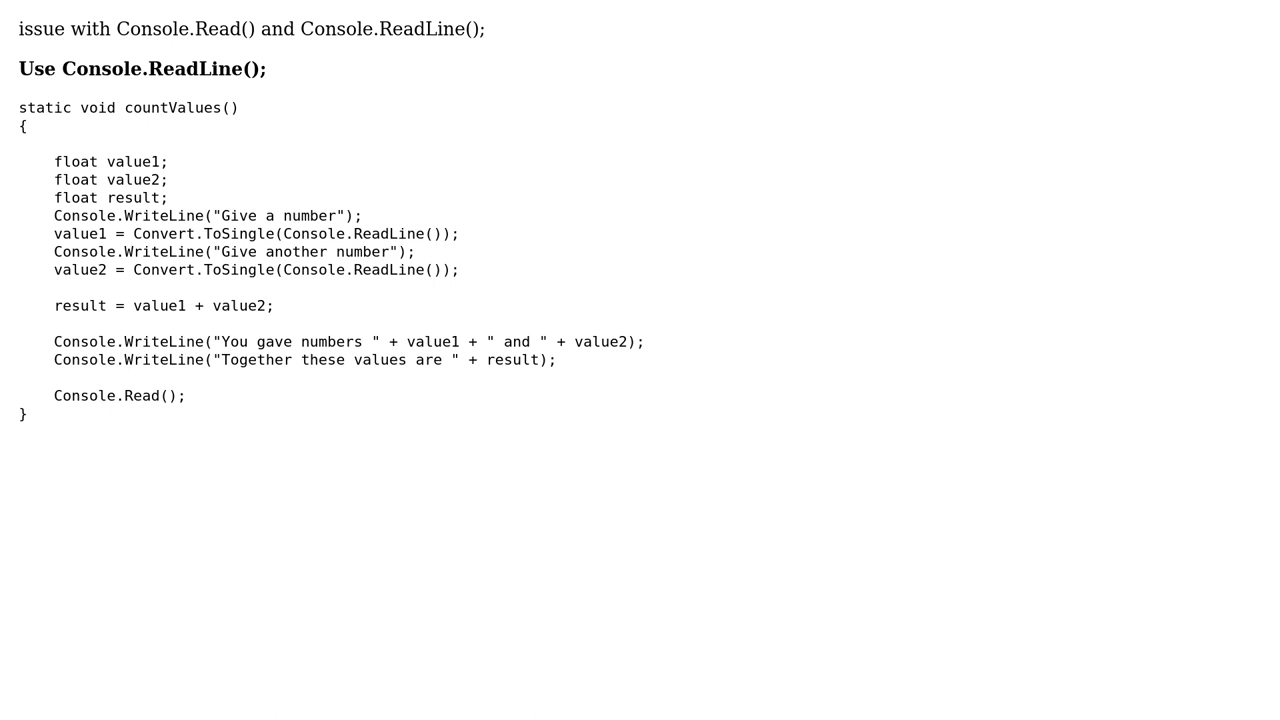 issue with Console.Read() and Console.ReadLine();
Use Console.ReadLine();
static void countValues()
{
    float value1;
    float value2;
    float result;
    Console.WriteLine("Give a number");
    value1 = Convert.ToSingle(Console.ReadLine());
    Console.WriteLine("Give another number");
    value2 = Convert.ToSingle(Console.ReadLine());
    result = value1 + value2;
    Console.WriteLine("You gave numbers " + value1 + " and " + value2);
    Console.WriteLine("Together these values are " + result);
    Console.Read();
}